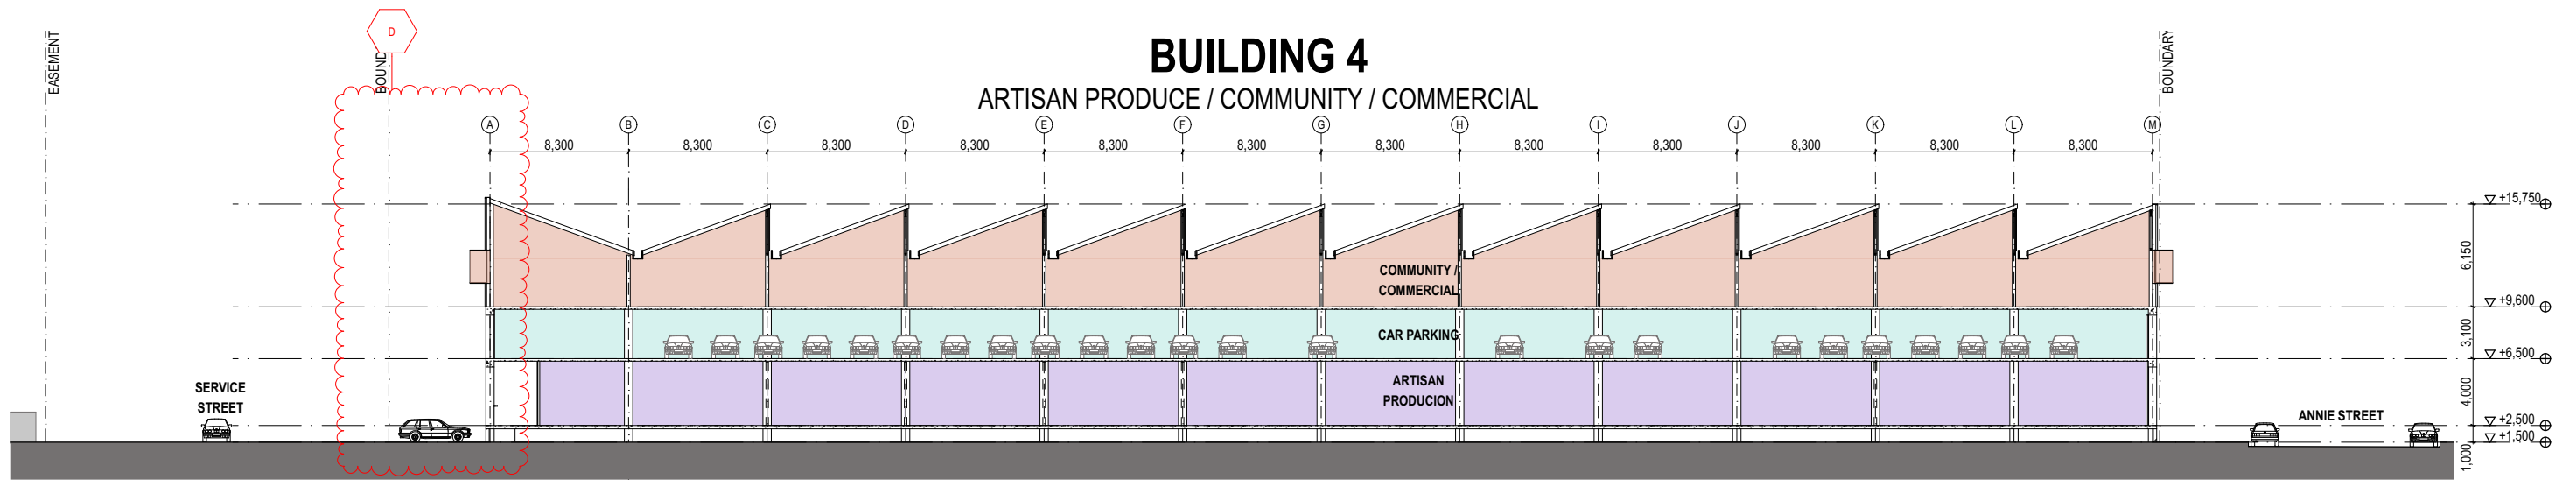 D
EASEMENT
BOUND
BUILDING 4
BOUNDARY
ARTISAN PRODUCE / COMMUNITY / COMMERCIAL
A B C D E F G H I J K L M
8,300 8,300 8,300 8,300 8,300 8,300 8,300 8,300 8,300 8,300 8,300 8,300
+15,750
6,150
COMMUNITY /
COMMERCIAL
+9,600
3,100
CAR PARKING
+6,500
4,000
ARTISAN
PRODUCION
SERVICE
STREET
ANNIE STREET
+2,500
+1,500
1,000